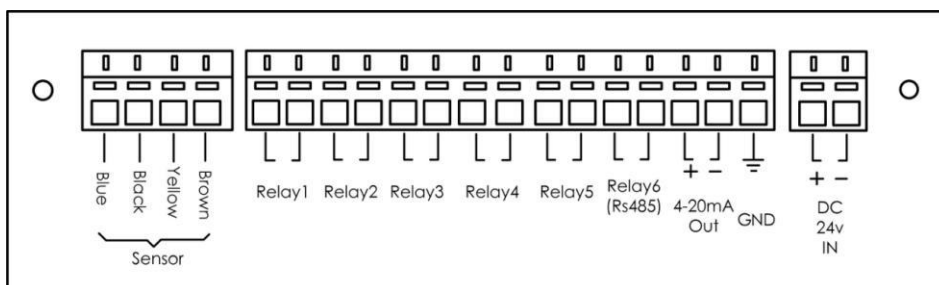 Blue Black Yellow Brown
Sensor
Relay1 Relay2 Relay3 Relay4 Relay5 Relay6
(Rs485)
+ −
4-20mA
Out
GND
+ −
DC
24v
IN